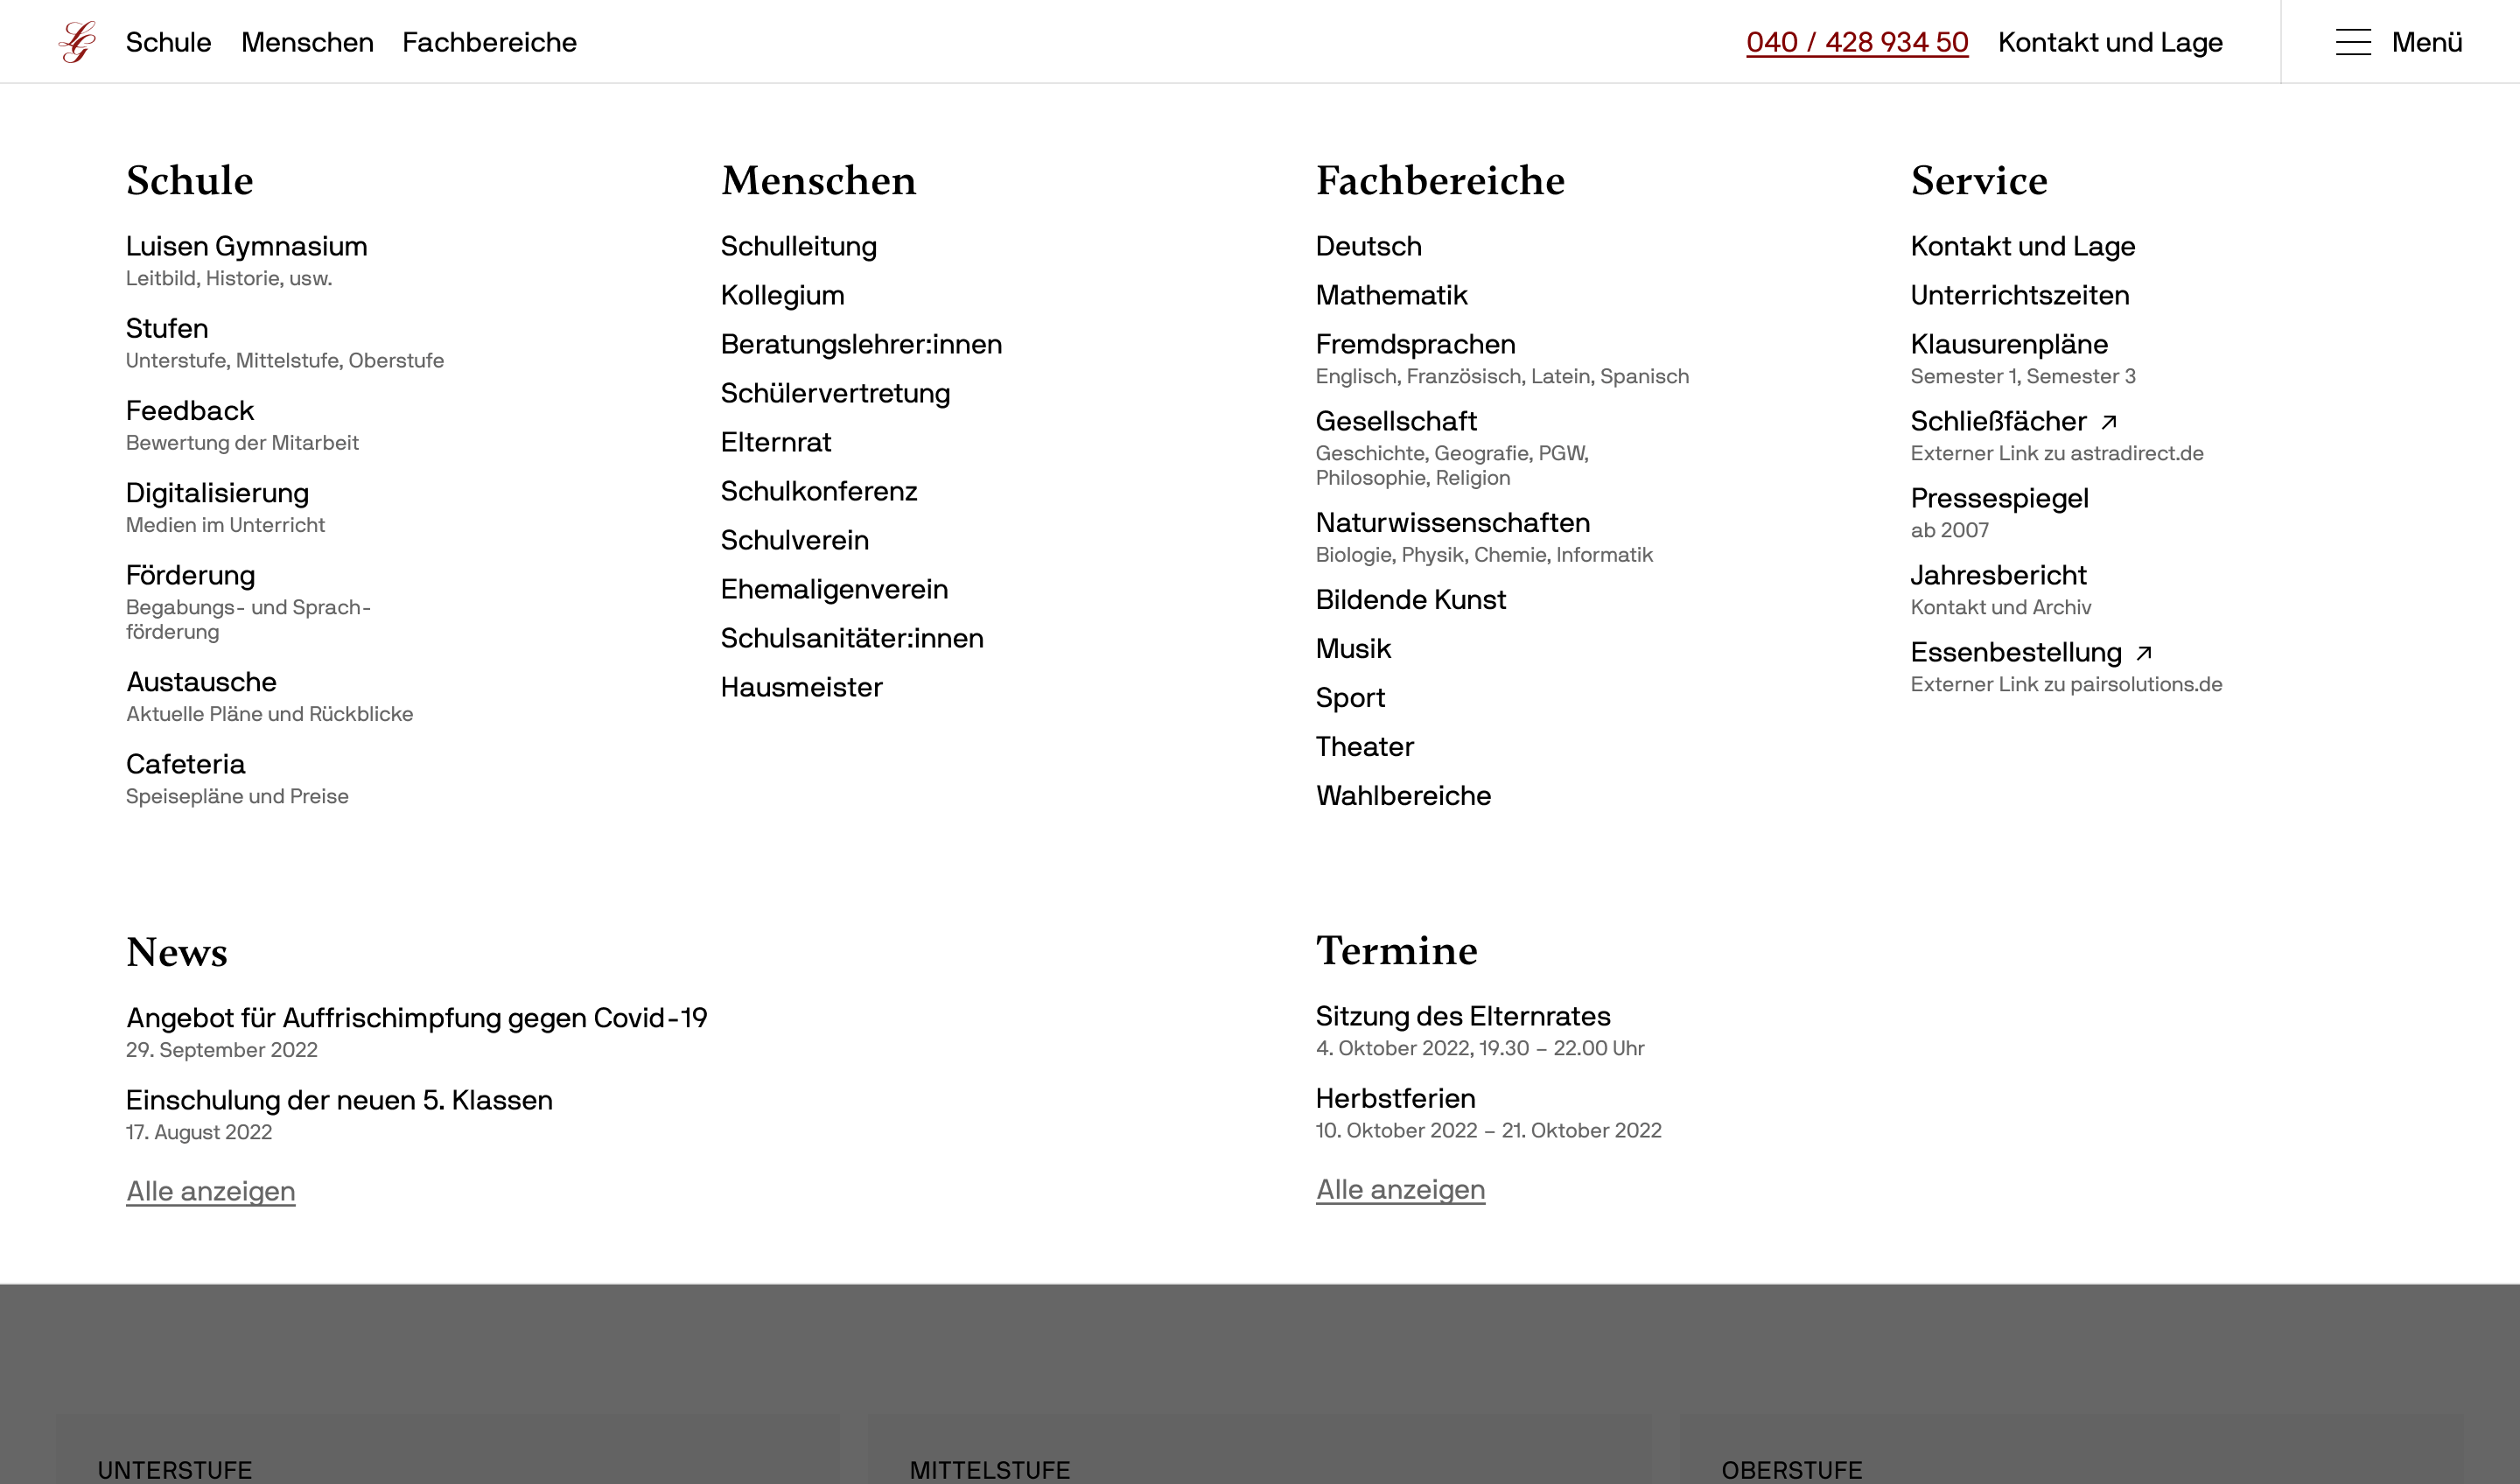 LG
Schule
Menschen
Fachbereiche
040 / 428 934 50
Kontakt und Lage
Menü
Schule
Luisen Gymnasium
Leitbild, Historie, usw.
Stufen
Unterstufe, Mittelstufe, Oberstufe
Feedback
Bewertung der Mitarbeit
Digitalisierung
Medien im Unterricht
Förderung
Begabungs- und Sprach-
förderung
Austausche
Aktuelle Pläne und Rückblicke
Cafeteria
Speisepläne und Preise
Menschen
Schulleitung
Kollegium
Beratungslehrer:innen
Schülervertretung
Elternrat
Schulkonferenz
Schulverein
Ehemaligenverein
Schulsanitäter:innen
Hausmeister
Fachbereiche
Deutsch
Mathematik
Fremdsprachen
Englisch, Französisch, Latein, Spanisch
Gesellschaft
Geschichte, Geografie, PGW,
Philosophie, Religion
Naturwissenschaften
Biologie, Physik, Chemie, Informatik
Bildende Kunst
Musik
Sport
Theater
Wahlbereiche
Service
Kontakt und Lage
Unterrichtszeiten
Klausurenpläne
Semester 1, Semester 3
Schließfächer ↗
Externer Link zu astradirect.de
Pressespiegel
ab 2007
Jahresbericht
Kontakt und Archiv
Essenbestellung ↗
Externer Link zu pairsolutions.de
News
Angebot für Auffrischimpfung gegen Covid-19
29. September 2022
Einschulung der neuen 5. Klassen
17. August 2022
Alle anzeigen
Termine
Sitzung des Elternrates
4. Oktober 2022, 19.30 – 22.00 Uhr
Herbstferien
10. Oktober 2022 – 21. Oktober 2022
Alle anzeigen
UNTERSTUFE
MITTELSTUFE
OBERSTUFE